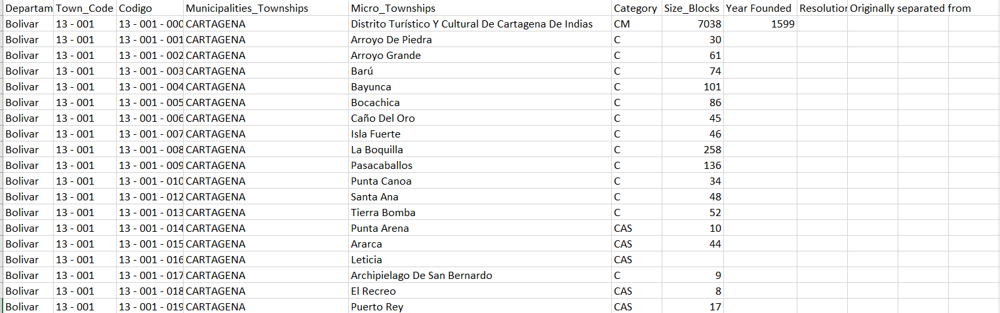 Departam Town_Code Codigo Municipalities_Townships Micro_Townships Category Size_Blocks Year Founded Resolution Originally separated from
Bolivar 13 - 001 13 - 001 - 000 CARTAGENA Distrito Turístico Y Cultural De Cartagena De Indias CM 7038 1599
Bolivar 13 - 001 13 - 001 - 001 CARTAGENA Arroyo De Piedra C 30
Bolivar 13 - 001 13 - 001 - 002 CARTAGENA Arroyo Grande C 61
Bolivar 13 - 001 13 - 001 - 003 CARTAGENA Barú C 74
Bolivar 13 - 001 13 - 001 - 004 CARTAGENA Bayunca C 101
Bolivar 13 - 001 13 - 001 - 005 CARTAGENA Bocachica C 86
Bolivar 13 - 001 13 - 001 - 006 CARTAGENA Caño Del Oro C 45
Bolivar 13 - 001 13 - 001 - 007 CARTAGENA Isla Fuerte C 46
Bolivar 13 - 001 13 - 001 - 008 CARTAGENA La Boquilla C 258
Bolivar 13 - 001 13 - 001 - 009 CARTAGENA Pasacaballos C 136
Bolivar 13 - 001 13 - 001 - 010 CARTAGENA Punta Canoa C 34
Bolivar 13 - 001 13 - 001 - 012 CARTAGENA Santa Ana C 48
Bolivar 13 - 001 13 - 001 - 013 CARTAGENA Tierra Bomba C 52
Bolivar 13 - 001 13 - 001 - 014 CARTAGENA Punta Arena CAS 10
Bolivar 13 - 001 13 - 001 - 015 CARTAGENA Ararca CAS 44
Bolivar 13 - 001 13 - 001 - 016 CARTAGENA Leticia CAS
Bolivar 13 - 001 13 - 001 - 017 CARTAGENA Archipielago De San Bernardo C 9
Bolivar 13 - 001 13 - 001 - 018 CARTAGENA El Recreo CAS 8
Bolivar 13 - 001 13 - 001 - 019 CARTAGENA Puerto Rey CAS 17